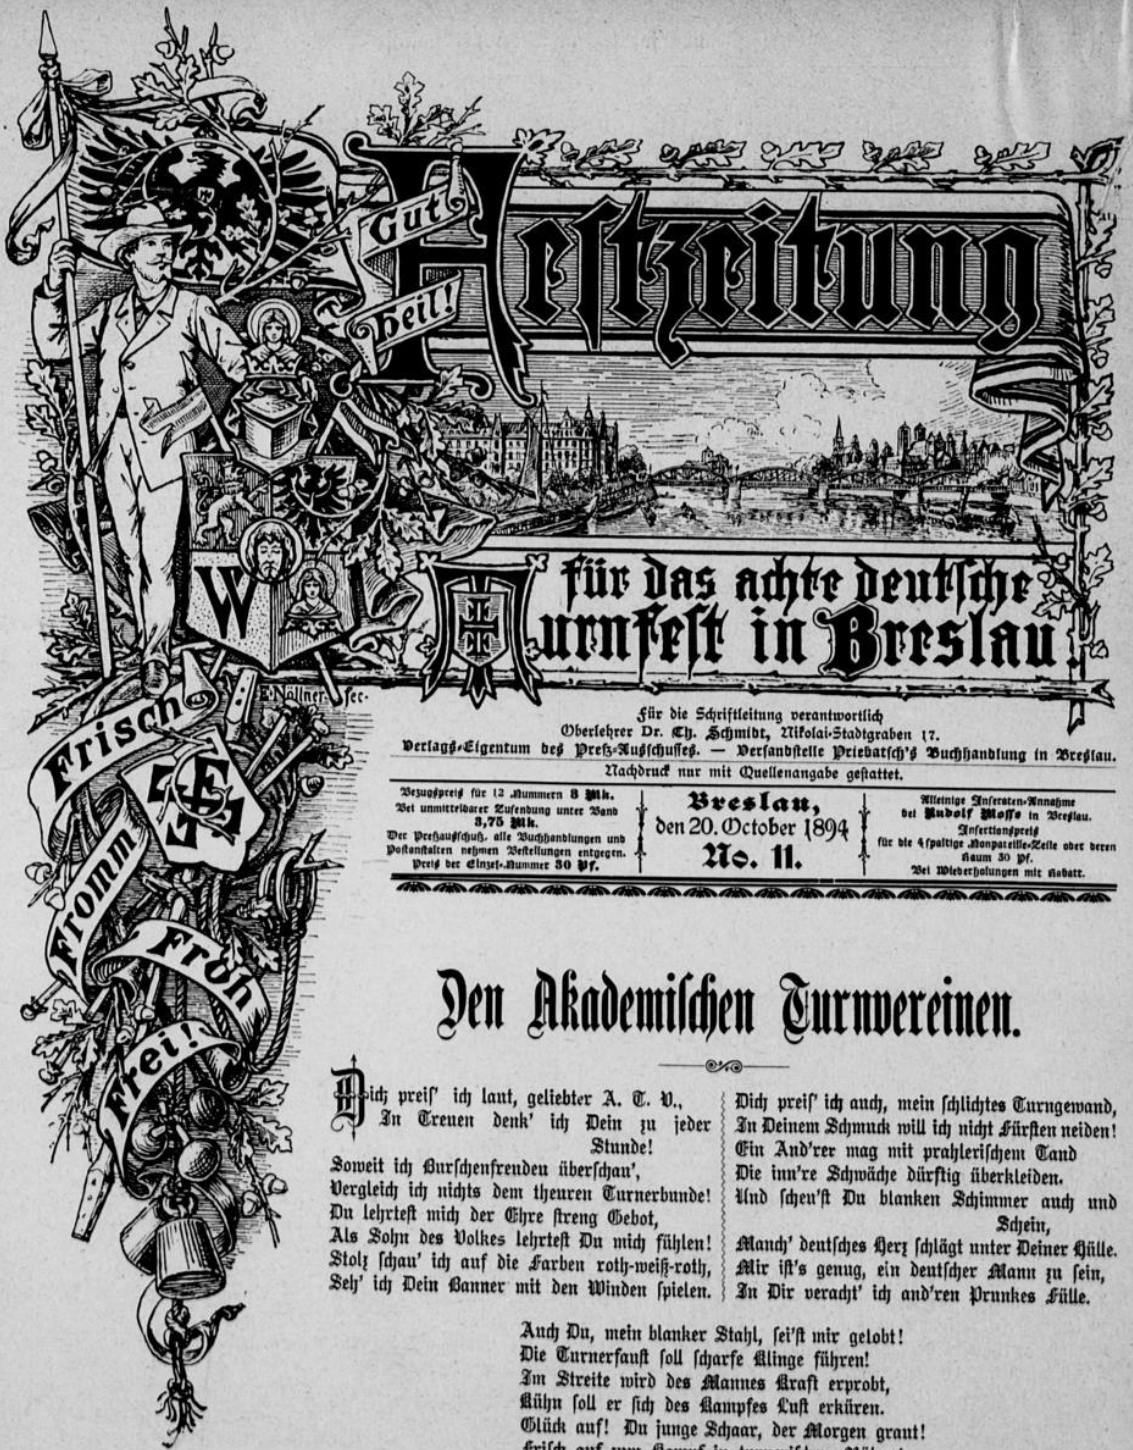 Gut
Heil!
Festzeitung
für das achte deutsche
Turnfest in Breslau.
E. Nöllner. fec.
Frisch
Fromm
Fröh
Frei!
W
Für die Schriftleitung verantwortlich
Oberlehrer Dr. Th. Schmidt, Nikolai-Stadtgraben 17.
Verlags-Eigentum des Preß-Ausschusses. — Versandstelle Priebatsch's Buchhandlung in Breslau.
Nachdruck nur mit Quellenangabe gestattet.
Bezugspreis für 12 Nummern 3 Mk.
Bei unmittelbarer Zusendung unter Band
3,75 Mk.
Der Preßausschuß, alle Buchhandlungen und
Postanstalten nehmen Bestellungen entgegen.
Preis der Einzel-Nummer 30 Pf.
Breslau,
den 20. October 1894
No. 11.
Alleinige Inseraten-Annahme
bei Rudolf Mosse in Breslau.
Insertionspreis
für die 4spaltige Nonpareille-Zeile oder deren
Raum 30 Pf.
Bei Wiederholungen mit Rabatt.
Den Akademischen Turnvereinen.
Dich preis' ich laut, geliebter A. T. V.,
In Treuen denk' ich Dein zu jeder
Stunde!
Soweit ich Burschenfreuden überschau',
Vergleich ich nichts dem theuren Turnerbunde!
Du lehrtest mich der Ehre streng Gebot,
Als Sohn des Volkes lehrtest Du mich fühlen!
Stolz schau' ich auf die Farben roth-weiß-roth,
Seh' ich Dein Banner mit den Winden spielen.
Dich preis' ich auch, mein schlichtes Turngewand,
In Deinem Schmuck will ich nicht Fürsten neiden!
Ein And'rer mag mit prahlerischem Tand
Die inn're Schwäche dürftig überkleiden.
Und scheu'st Du blanken Schimmer auch und
Schein,
Manch' deutsches Herz schlägt unter Deiner Hülle.
Mir ist's genug, ein deutscher Mann zu sein,
In Dir veracht' ich and'ren Prunkes Fülle.
Auch Du, mein blanker Stahl, sei'st mir gelobt!
Die Turnerfaust soll scharfe Klinge führen!
Im Streite wird des Mannes Kraft erprobt,
Kühn soll er sich des Kampfes Lust erküren.
Glück auf! Du junge Schaar, der Morgen graut!